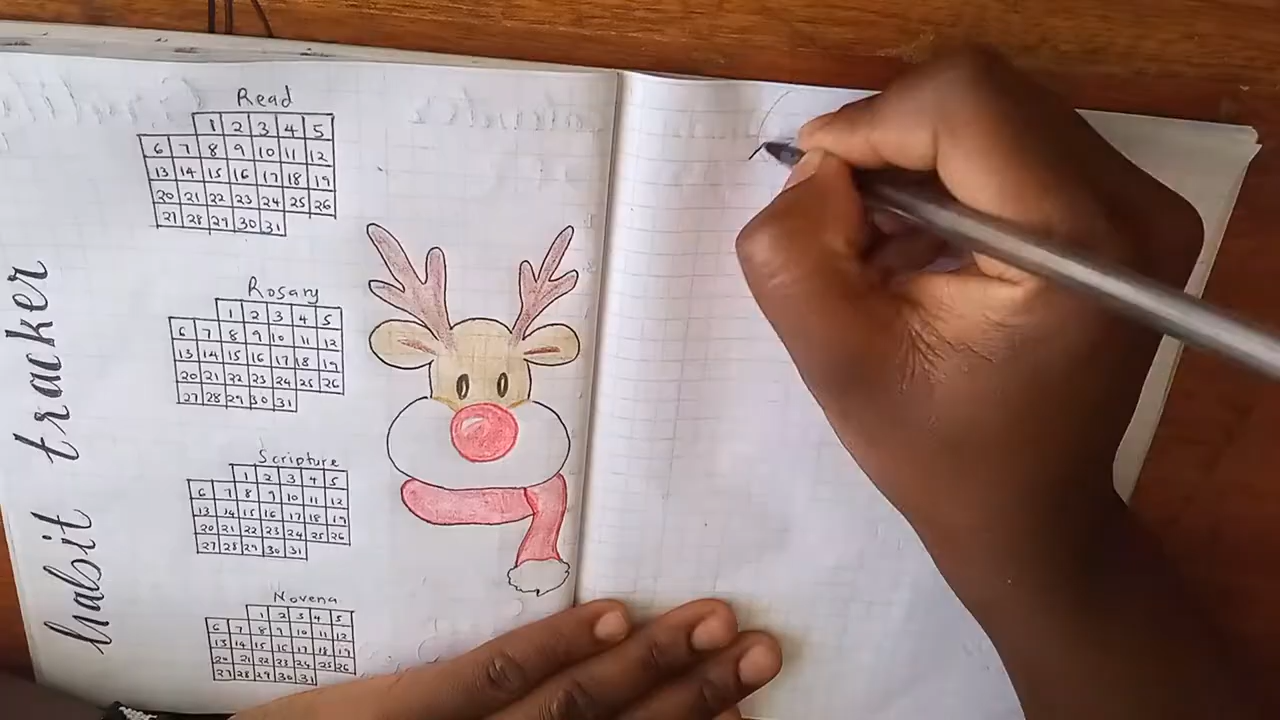 habit tracker
Read
1 2 3 4 5
6 7 8 9 10 11 12
13 14 15 16 17 18 19
20 21 22 23 24 25 26
27 28 29 30 31
Rosary
1 2 3 4 5
6 7 8 9 10 11 12
13 14 15 16 17 18 19
20 21 22 23 24 25 26
27 28 29 30 31
Scripture
1 2 3 4 5
6 7 8 9 10 11 12
13 14 15 16 17 18 19
20 21 22 23 24 25 26
27 28 29 30 31
Novena
1 2 3 4 5
6 7 8 9 10 11 12
13 14 15 16 17 18 19
20 21 22 23 24 25 26
27 28 29 30 31